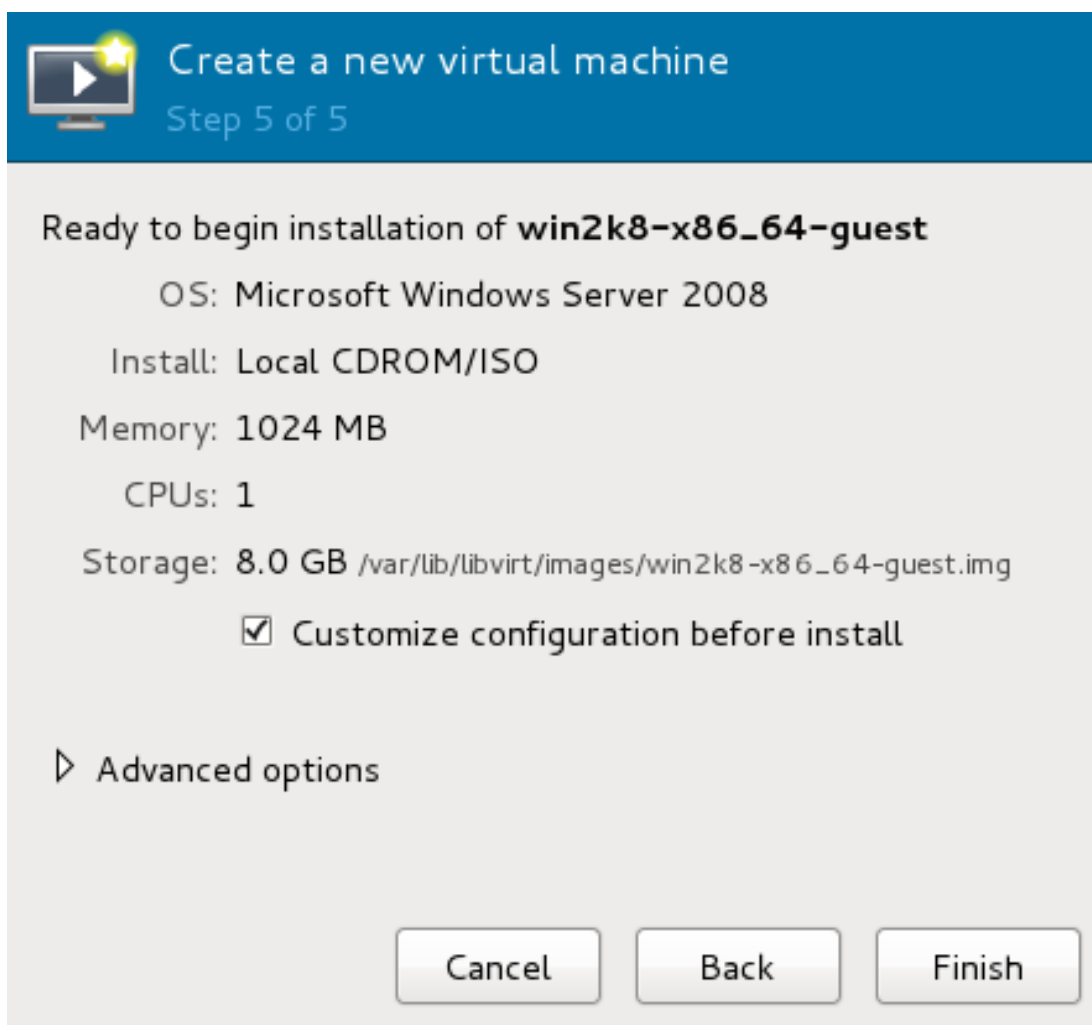 Create a new virtual machine
Step 5 of 5
Ready to begin installation of win2k8-x86_64-guest
OS: Microsoft Windows Server 2008
Install: Local CDROM/ISO
Memory: 1024 MB
CPUs: 1
Storage: 8.0 GB /var/lib/libvirt/images/win2k8-x86_64-guest.img
Customize configuration before install
Advanced options
Cancel Back Finish